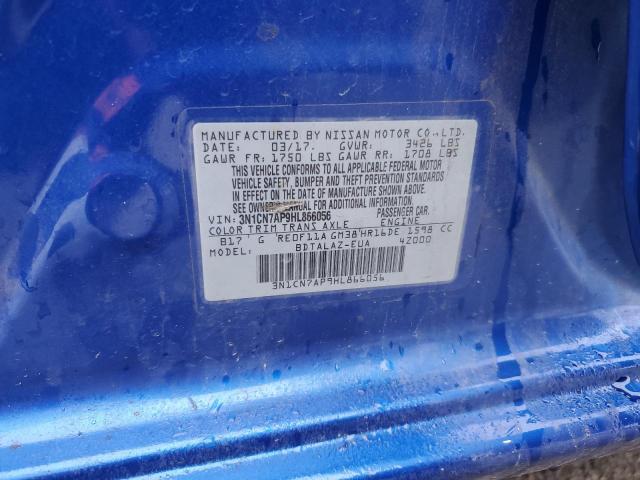 MANUFACTURED BY NISSAN MOTOR CO., LTD.
DATE: 03/17. GVWR: 3426 LBS
GAWR FR: 1750 LBS GAWR RR: 1708 LBS
THIS VEHICLE CONFORMS TO ALL APPLICABLE FEDERAL MOTOR
VEHICLE SAFETY, BUMPER AND THEFT PREVENTION STANDARDS
IN EFFECT ON THE DATE OF MANUFACTURE SHOWN ABOVE.
SEE OWNER'S MANUAL FOR ADDITIONAL INFORMATION.
VIN: 3N1CN7AP9HL866056 PASSENGER CAR.
COLOR TRIM TRANS AXLE ENGINE
B17 G RE0F11A GM38 HR16DE 1598 CC
MODEL: BDTALAZ-EUA 4Z000
3N1CN7AP9HL866056